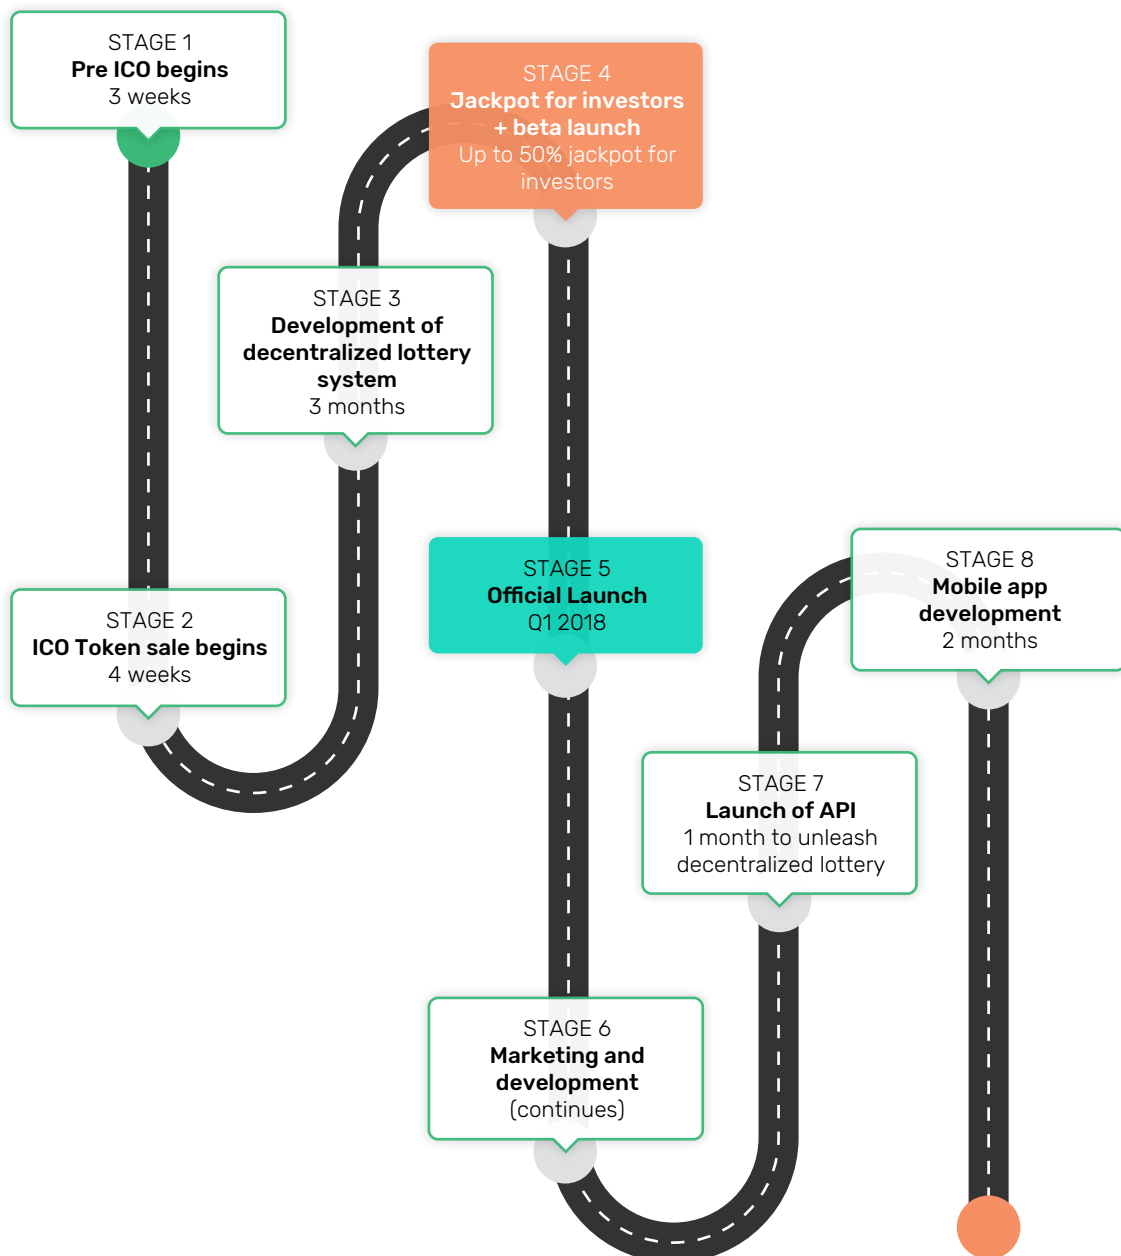 STAGE 1
Pre ICO begins
3 weeks
STAGE 2
ICO Token sale begins
4 weeks
STAGE 3
Development of
decentralized lottery
system
3 months
STAGE 4
Jackpot for investors
+ beta launch
Up to 50% jackpot for
investors
STAGE 5
Official Launch
Q1 2018
STAGE 6
Marketing and
development
(continues)
STAGE 7
Launch of API
1 month to unleash
decentralized lottery
STAGE 8
Mobile app
development
2 months